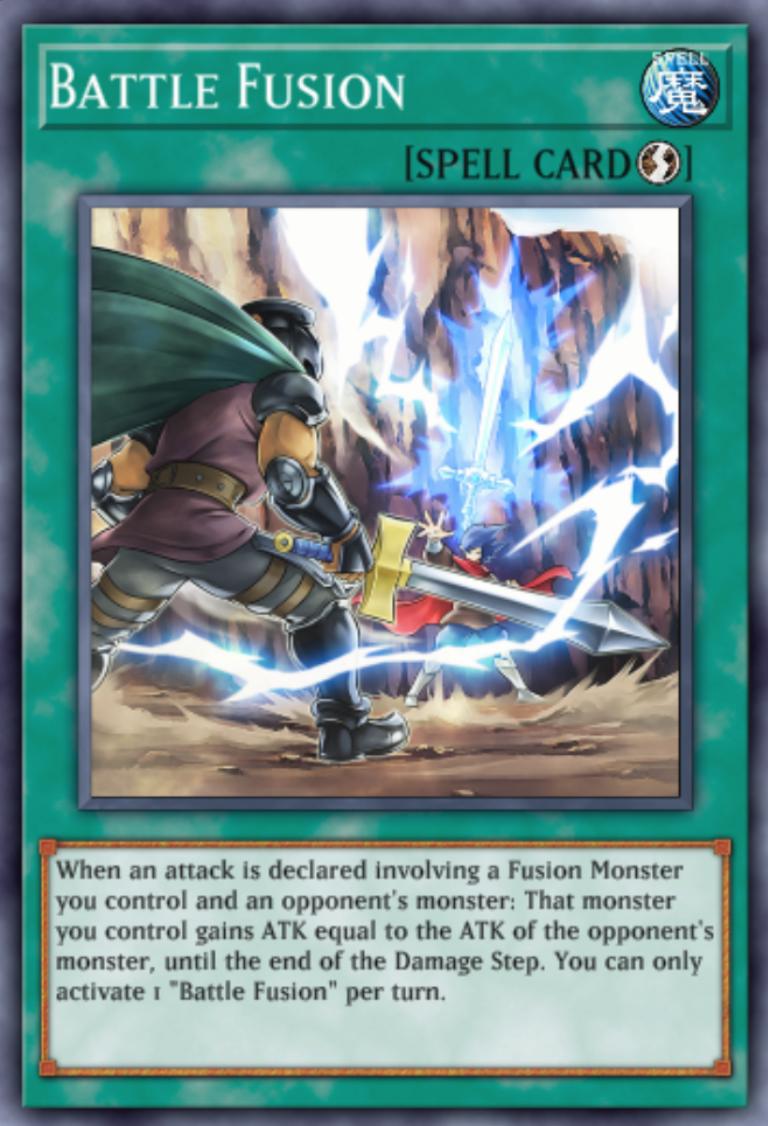 Battle Fusion
SPELL
魔
[SPELL CARD]
When an attack is declared involving a Fusion Monster
you control and an opponent's monster: That monster
you control gains ATK equal to the ATK of the opponent's
monster, until the end of the Damage Step. You can only
activate 1 "Battle Fusion" per turn.